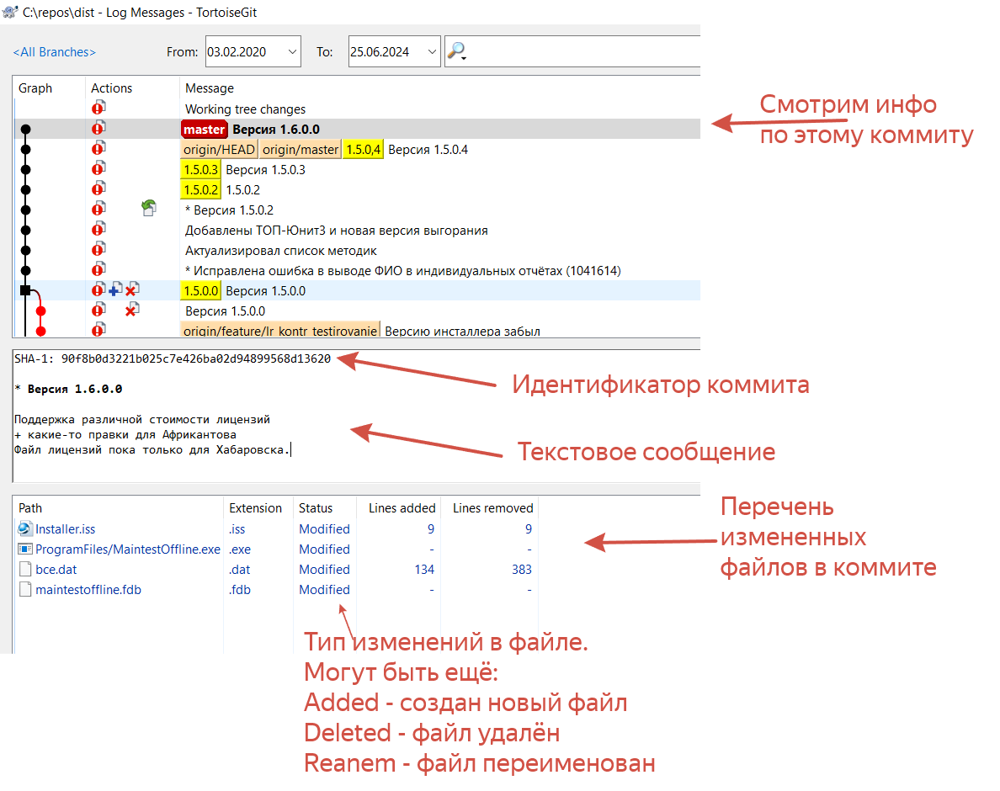 C:\repos\dist - Log Messages - TortoiseGit
<All Branches> From: 03.02.2020 To: 25.06.2024
Graph Actions Message
Working tree changes
master Версия 1.6.0.0
origin/HEAD origin/master 1.5.0,4 Версия 1.5.0.4
1.5.0.3 Версия 1.5.0.3
1.5.0.2 1.5.0.2
* Версия 1.5.0.2
Добавлены ТОП-Юнит3 и новая версия выгорания
Актуализировал список методик
* Исправлена ошибка в выводе ФИО в индивидуальных отчётах (1041614)
1.5.0.0 Версия 1.5.0.0
Версия 1.5.0.0
origin/feature/lr_kontr_testirovanie Версию инсталлера забыл
Смотрим инфо
по этому коммиту
SHA-1: 90f8b0d3221b025c7e426ba02d94899568d13620
* Версия 1.6.0.0
Поддержка различной стоимости лицензий
+ какие-то правки для Африкантова
Файл лицензий пока только для Хабаровска.
Идентификатор коммита
Текстовое сообщение
Path Extension Status Lines added Lines removed
Installer.iss .iss Modified 9 9
ProgramFiles/MaintestOffline.exe .exe Modified - -
bce.dat .dat Modified 134 383
maintestoffline.fdb .fdb Modified - -
Перечень
измененных
файлов в коммите
Тип изменений в файле.
Могут быть ещё:
Added - создан новый файл
Deleted - файл удалён
Reanem - файл переименован